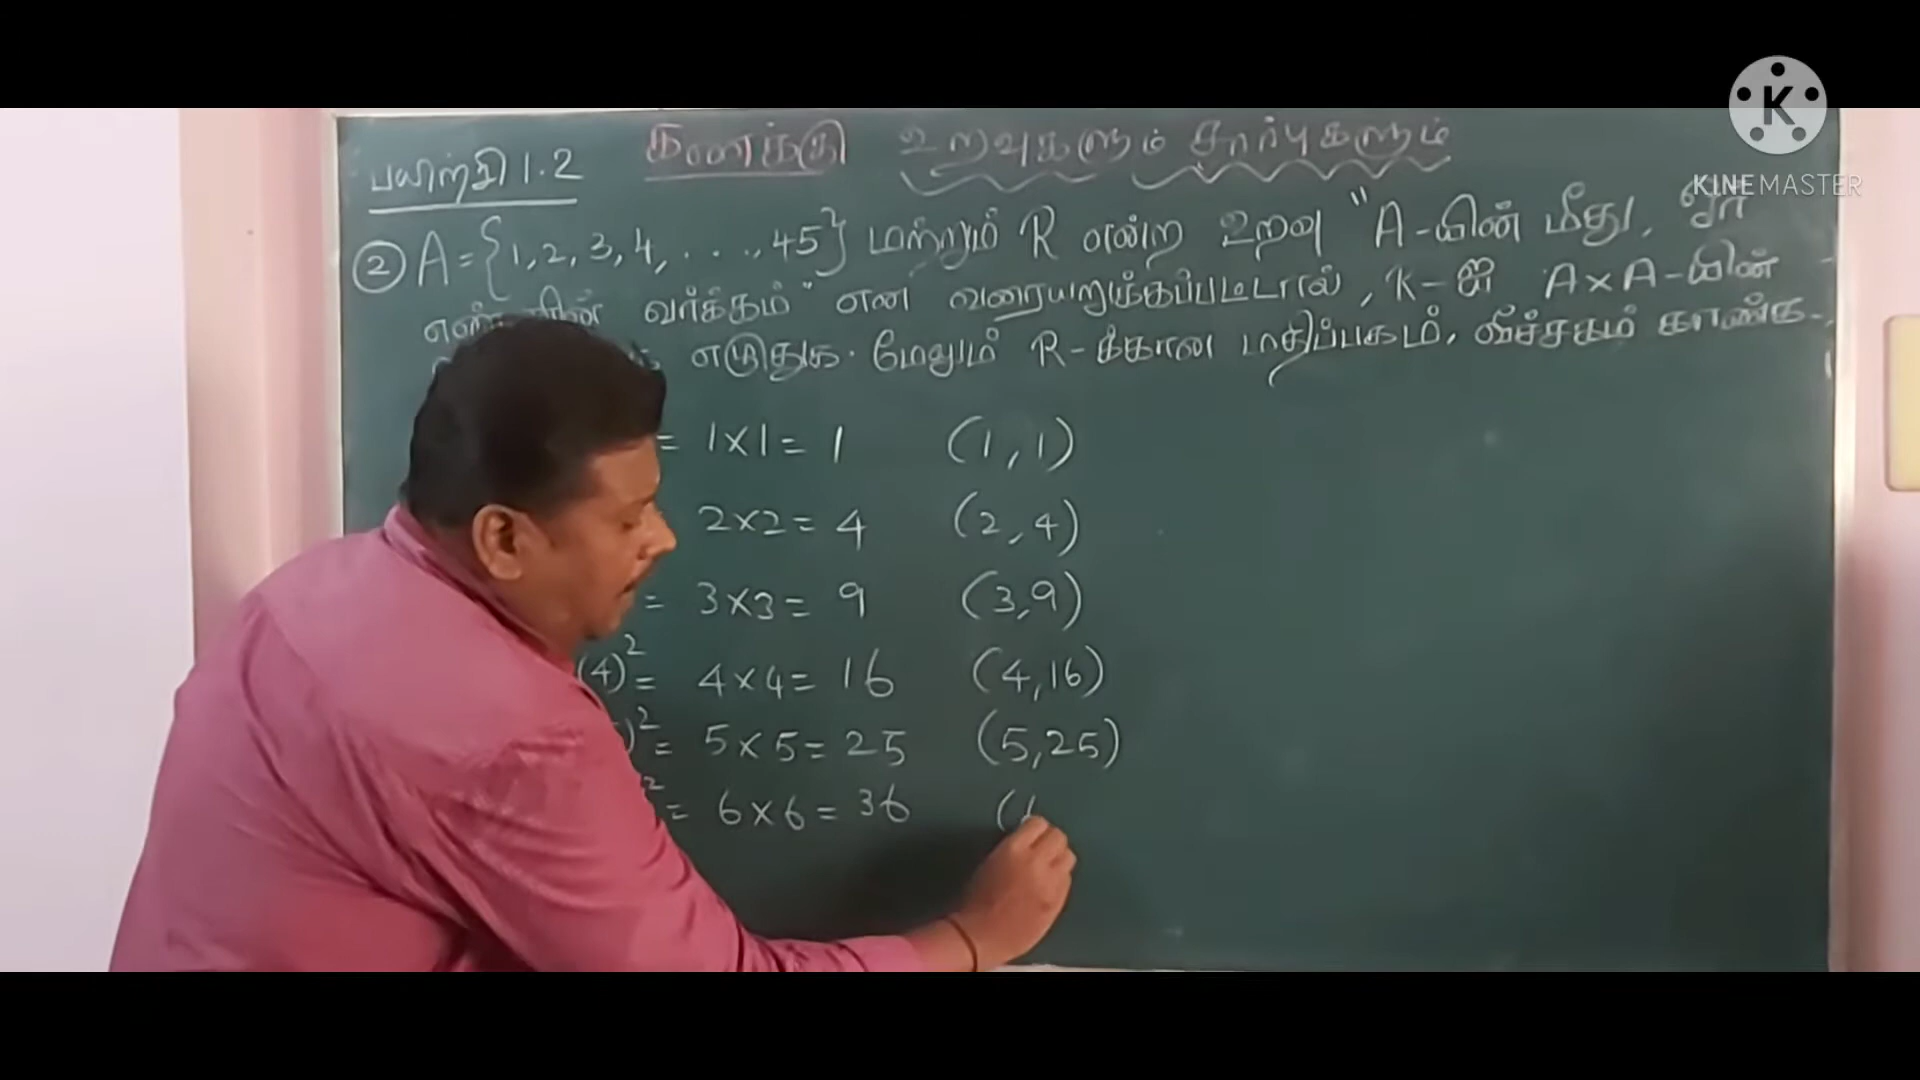 KINEMASTER
கணக்கு உறவுகளும் சார்புகளும்
பயிற்சி 1.2
② A = {1, 2, 3, 4, . . ., 45} மற்றும் R என்ற உறவு "A-யின் மீது, ஓர்
வர்க்கம்" என வரையறுக்கப்பட்டால், R-ஐ A×A-யின்
எழுதுக. மேலும் R-க்கான மதிப்பகம், வீச்சகம் காண்க.
= 1×1 = 1 (1, 1)
2×2 = 4 (2, 4)
= 3×3 = 9 (3, 9)
(4)² = 4×4 = 16 (4, 16)
)² = 5×5 = 25 (5, 25)
² = 6×6 = 36 (6